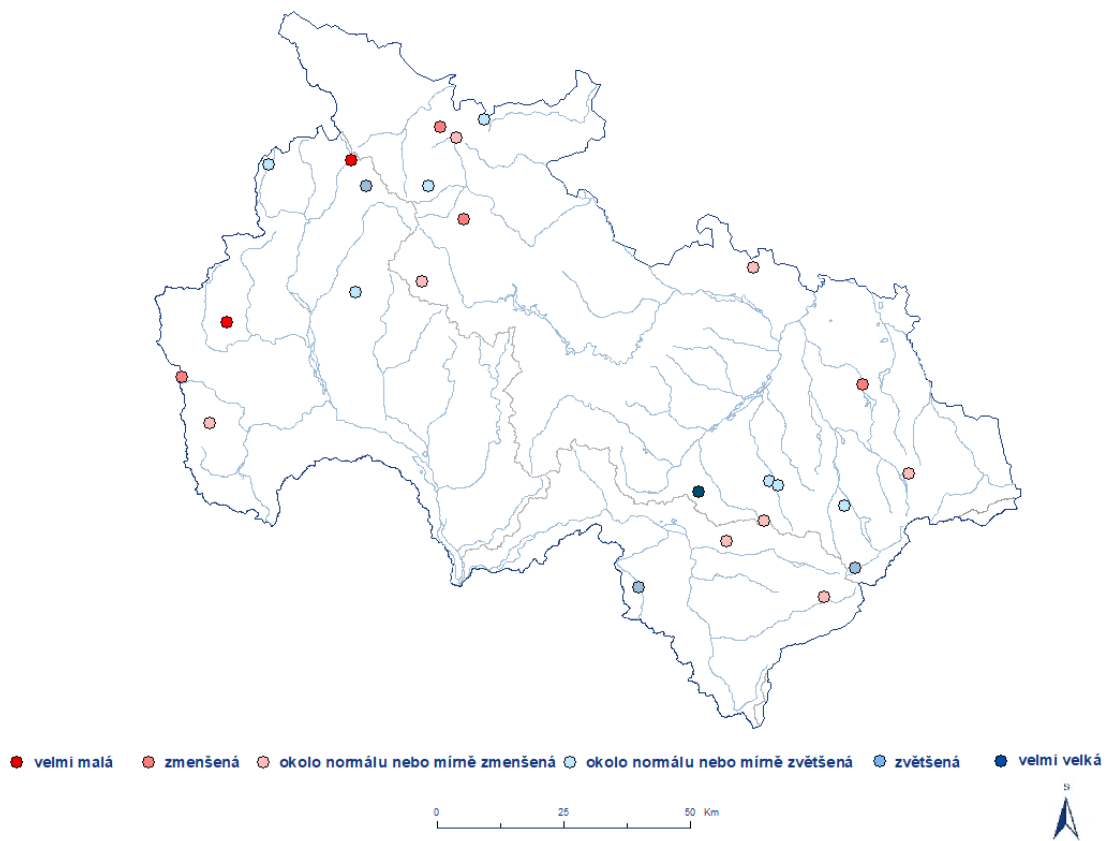 velmi malá zmenšená okolo normálu nebo mírně zmenšená okolo normálu nebo mírně zvětšená zvětšená velmi velká
S
0 25 50 Km